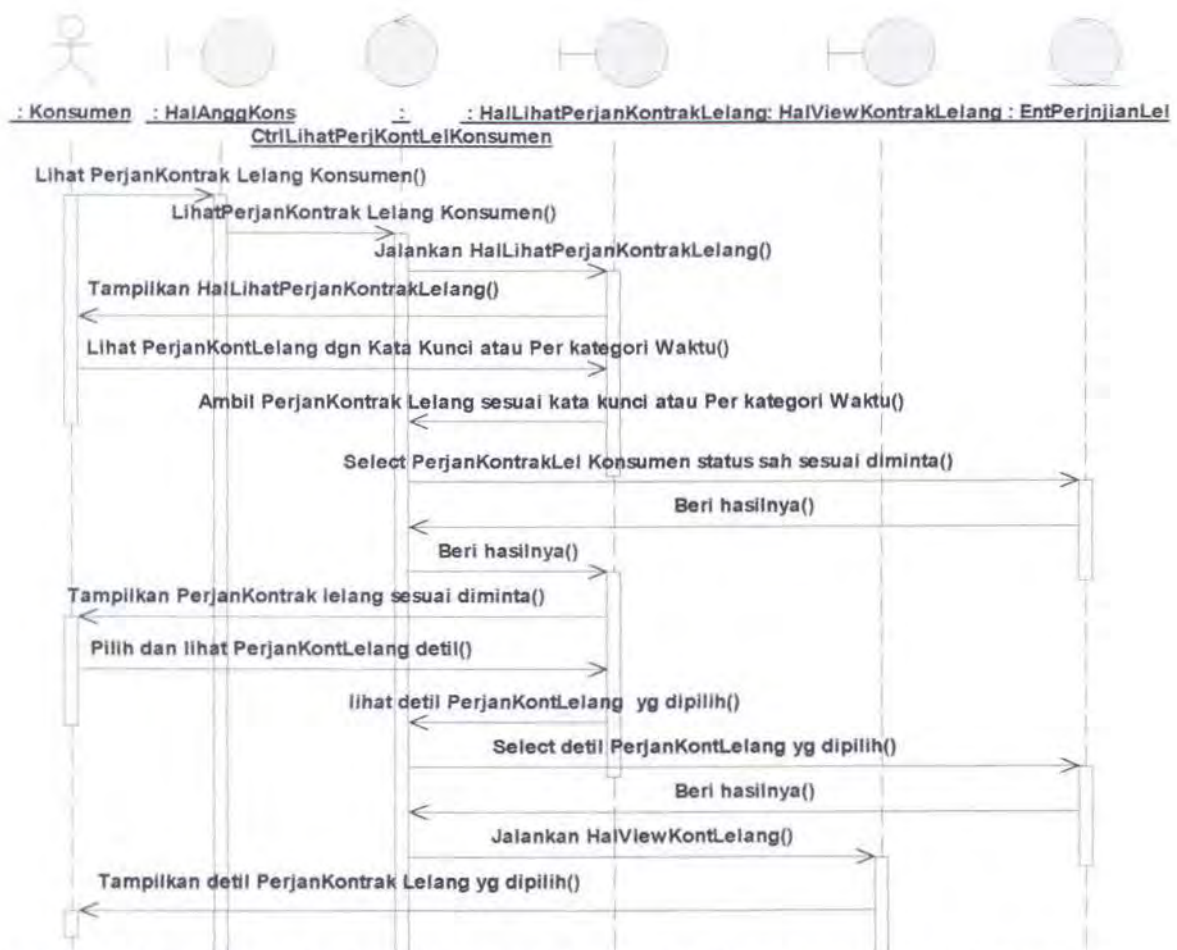 : Konsumen : HalAnggKons : : HalLihatPerjanKontrakLelang: HalViewKontrakLelang : EntPerjnjianLel
CtrlLihatPerjKontLelKonsumen
Lihat PerjanKontrak Lelang Konsumen()
LihatPerjanKontrak Lelang Konsumen()
Jalankan HalLihatPerjanKontrakLelang()
Tampilkan HalLihatPerjanKontrakLelang()
Lihat PerjanKontLelang dgn Kata Kunci atau Per kategori Waktu()
Ambil PerjanKontrak Lelang sesuai kata kunci atau Per kategori Waktu()
Select PerjanKontrakLel Konsumen status sah sesuai diminta()
Beri hasilnya()
Beri hasilnya()
Tampilkan PerjanKontrak lelang sesuai diminta()
Pilih dan lihat PerjanKontLelang detil()
lihat detil PerjanKontLelang yg dipilih()
Select detil PerjanKontLelang yg dipilih()
Beri hasilnya()
Jalankan HalViewKontLelang()
Tampilkan detil PerjanKontrak Lelang yg dipilih()